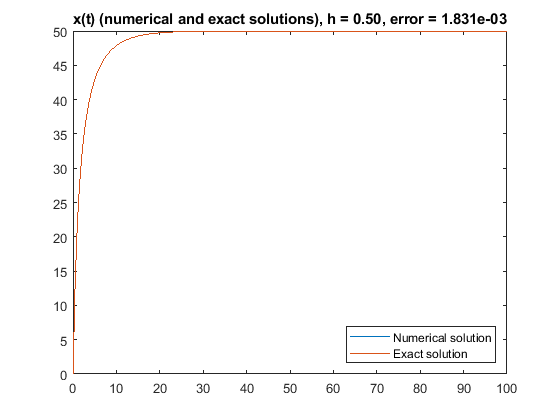 x(t) (numerical and exact solutions), h = 0.50, error = 1.831e-03
50
45
40
35
30
25
20
15
10
5
0
Numerical solution
Exact solution
0 10 20 30 40 50 60 70 80 90 100